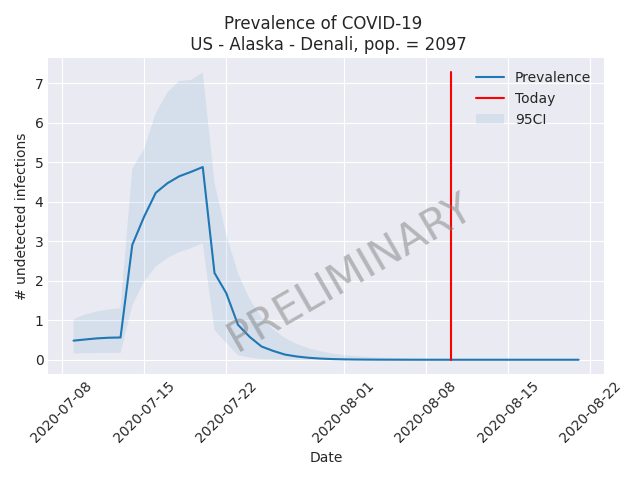 Prevalence of COVID-19
US - Alaska - Denali, pop. = 2097
# undetected infections
7
6
5
4
3
2
1
0
Prevalence
Today
95CI
PRELIMINARY
2020-07-08
2020-07-15
2020-07-22
2020-08-01
2020-08-08
2020-08-15
2020-08-22
Date